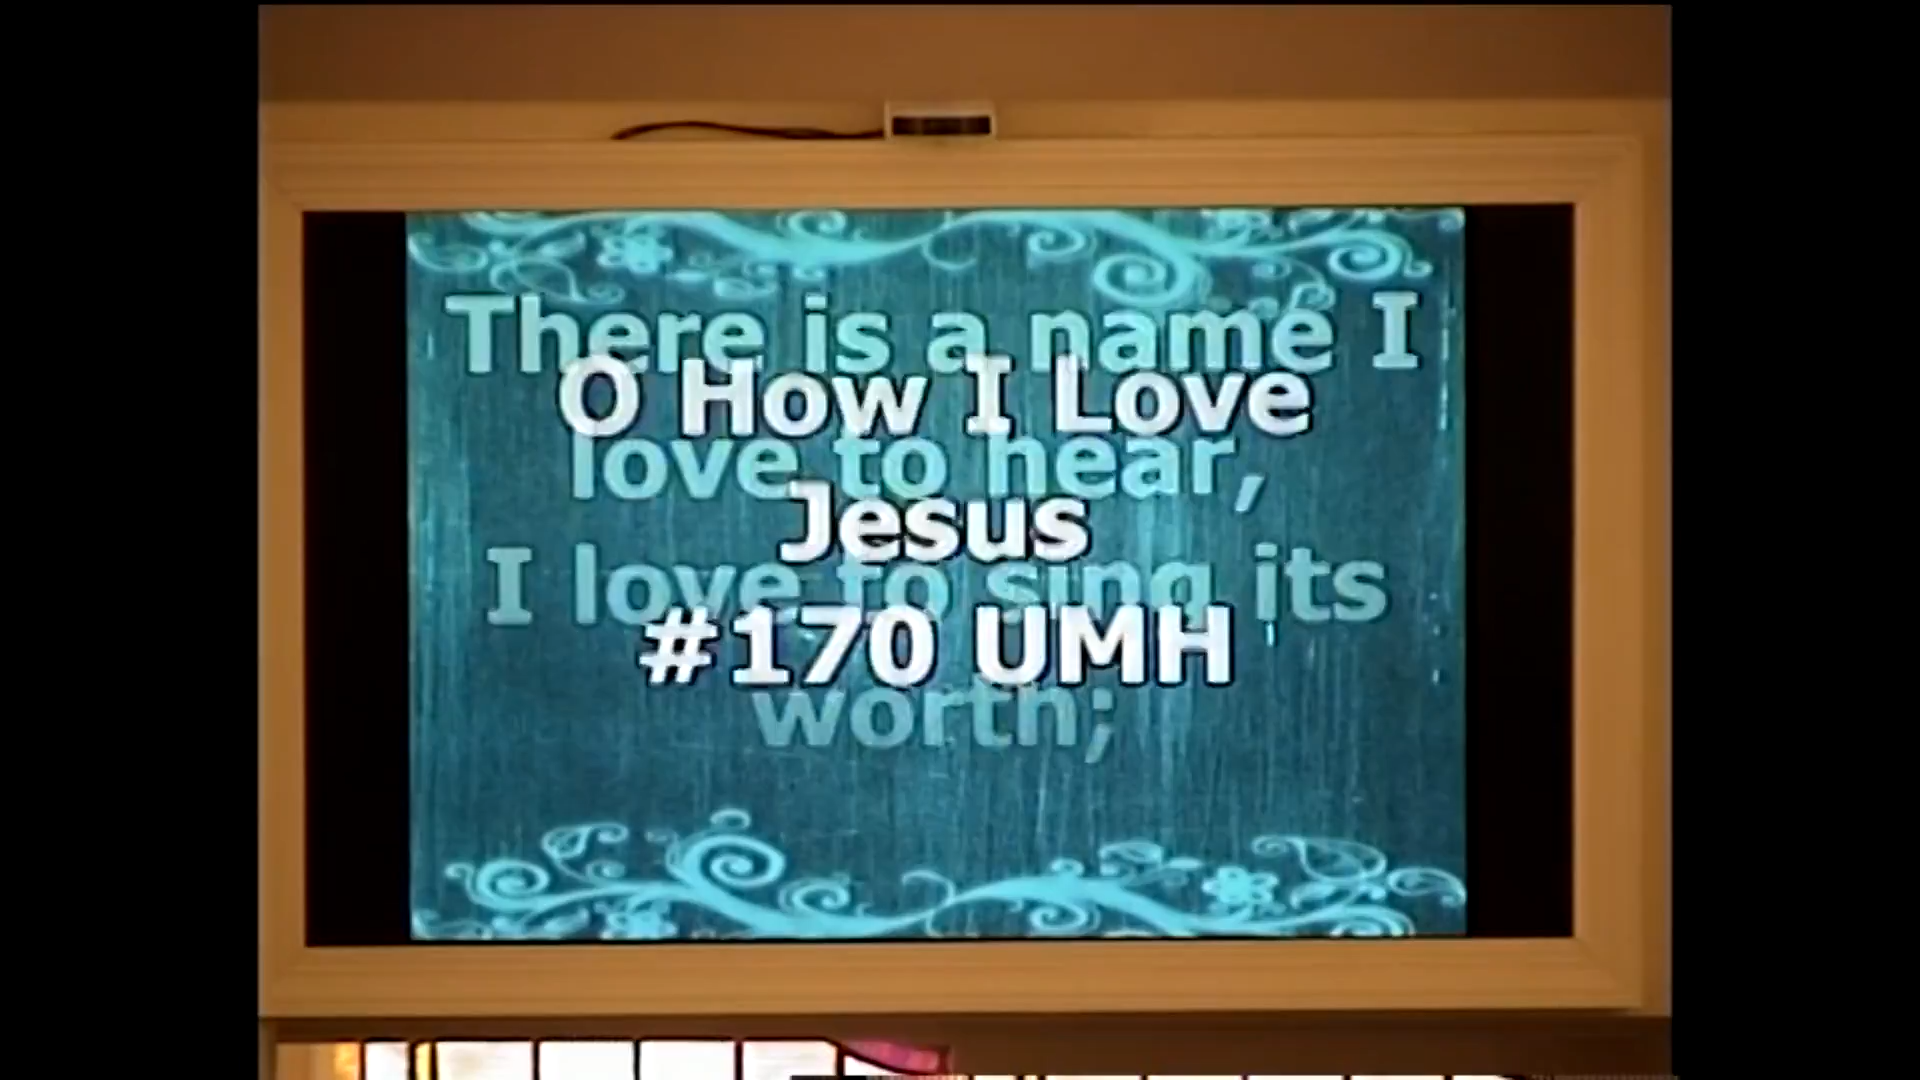 There is a name I
O How I Love
love to hear,
Jesus
I love to sing its
#170 UMH
worth;